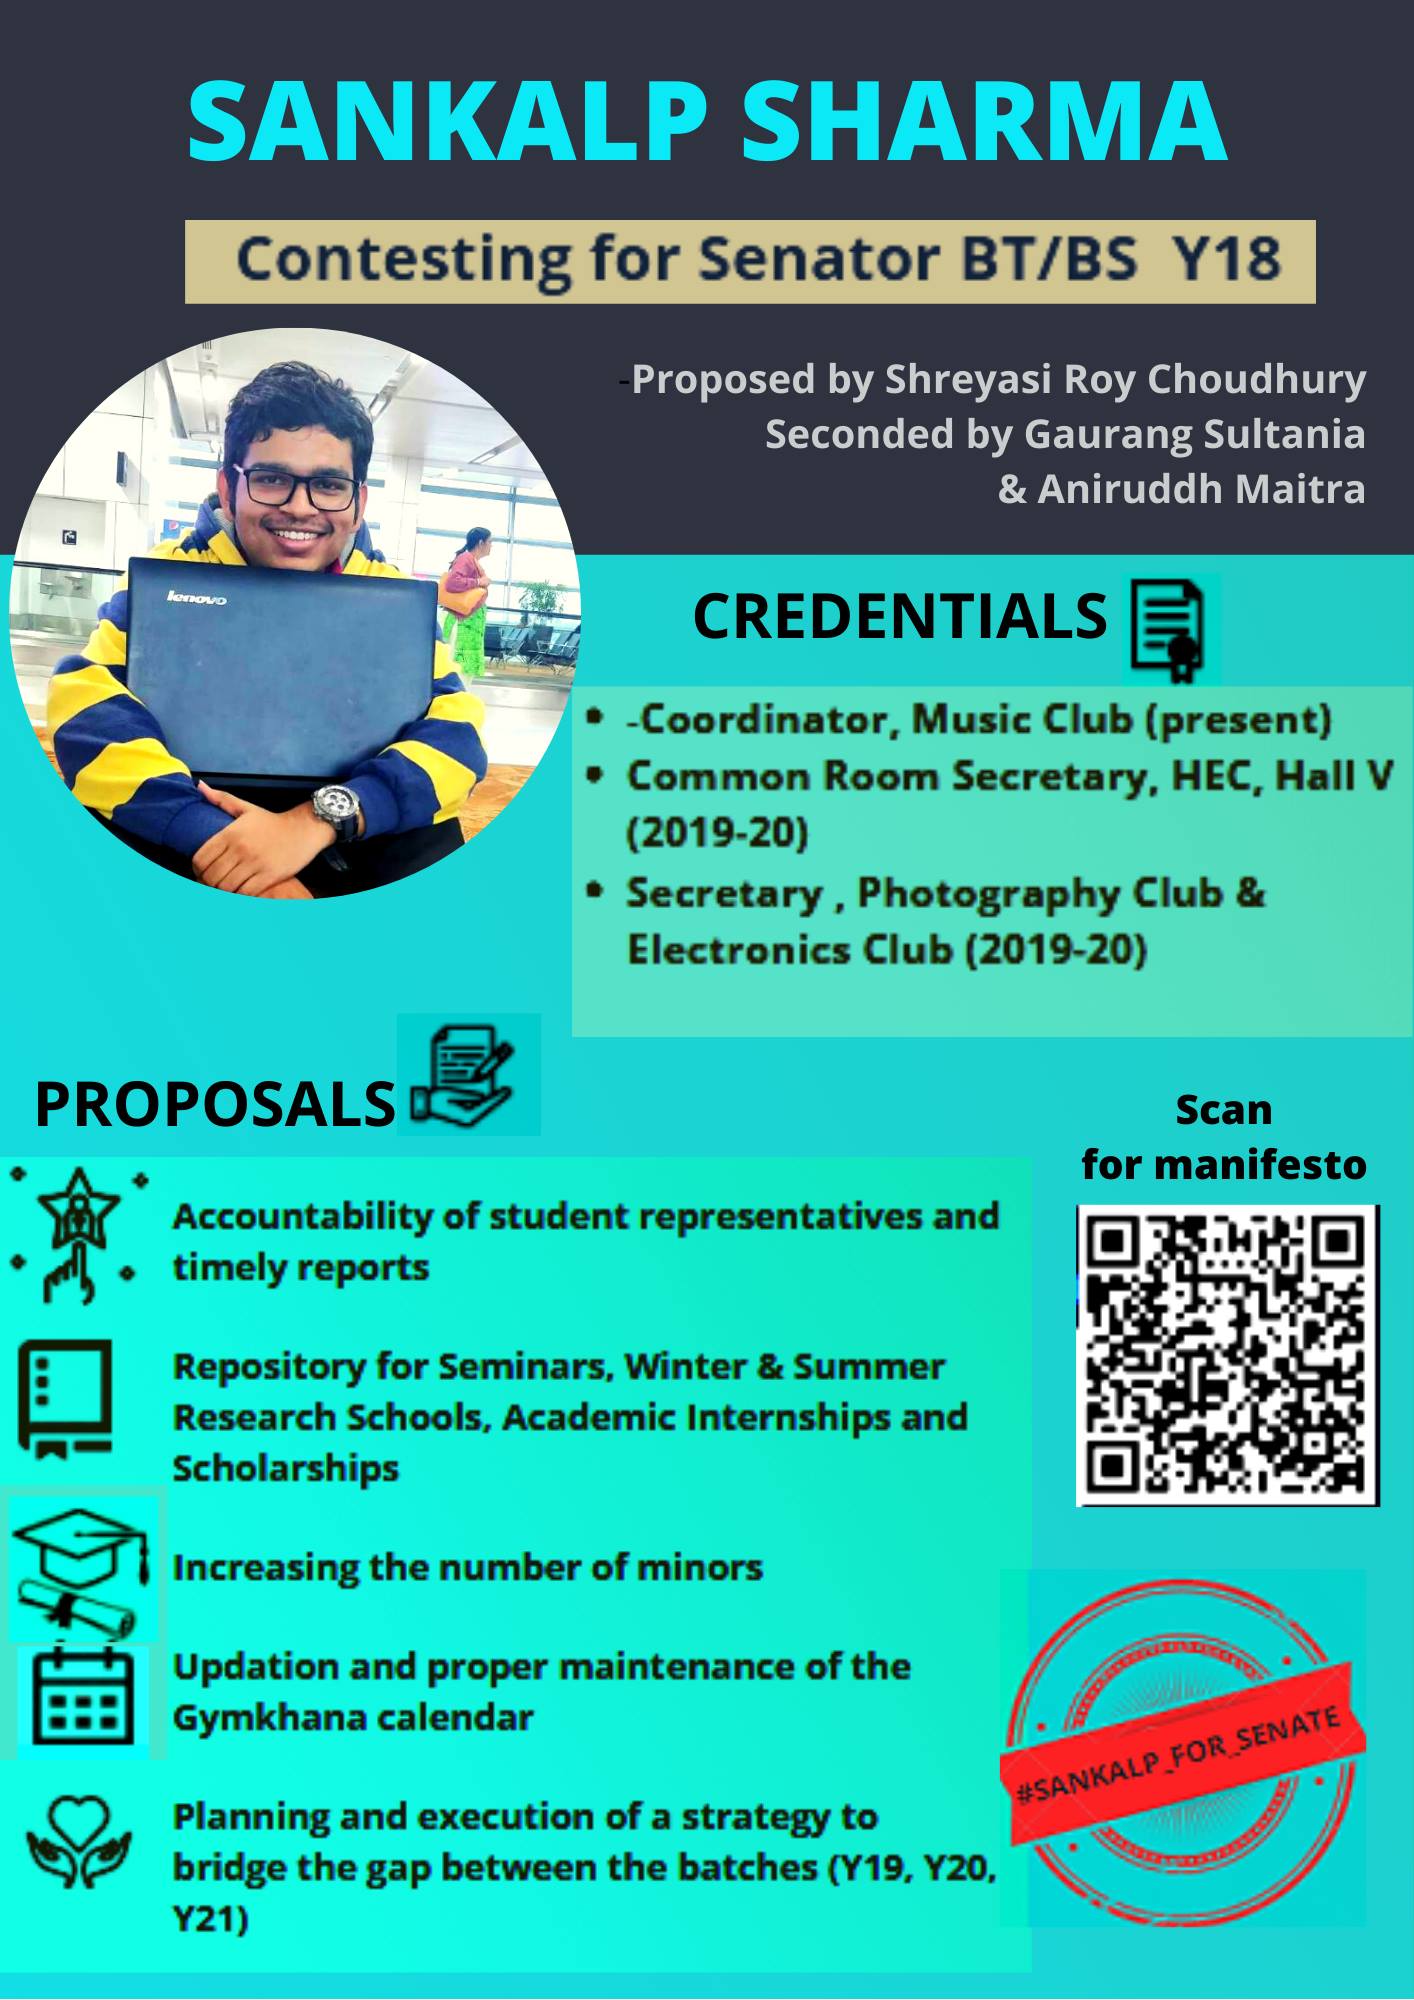 SANKALP SHARMA
Contesting for Senator BT/BS Y18
-Proposed by Shreyasi Roy Choudhury
Seconded by Gaurang Sultania
& Aniruddh Maitra
lenovo
CREDENTIALS
• -Coordinator, Music Club (present)
• Common Room Secretary, HEC, Hall V
(2019-20)
• Secretary , Photography Club &
Electronics Club (2019-20)
PROPOSALS
Scan
for manifesto
Accountability of student representatives and
timely reports
Repository for Seminars, Winter & Summer
Research Schools, Academic Internships and
Scholarships
Increasing the number of minors
Updation and proper maintenance of the
Gymkhana calendar
#SANKALP_FOR_SENATE
Planning and execution of a strategy to
bridge the gap between the batches (Y19, Y20,
Y21)